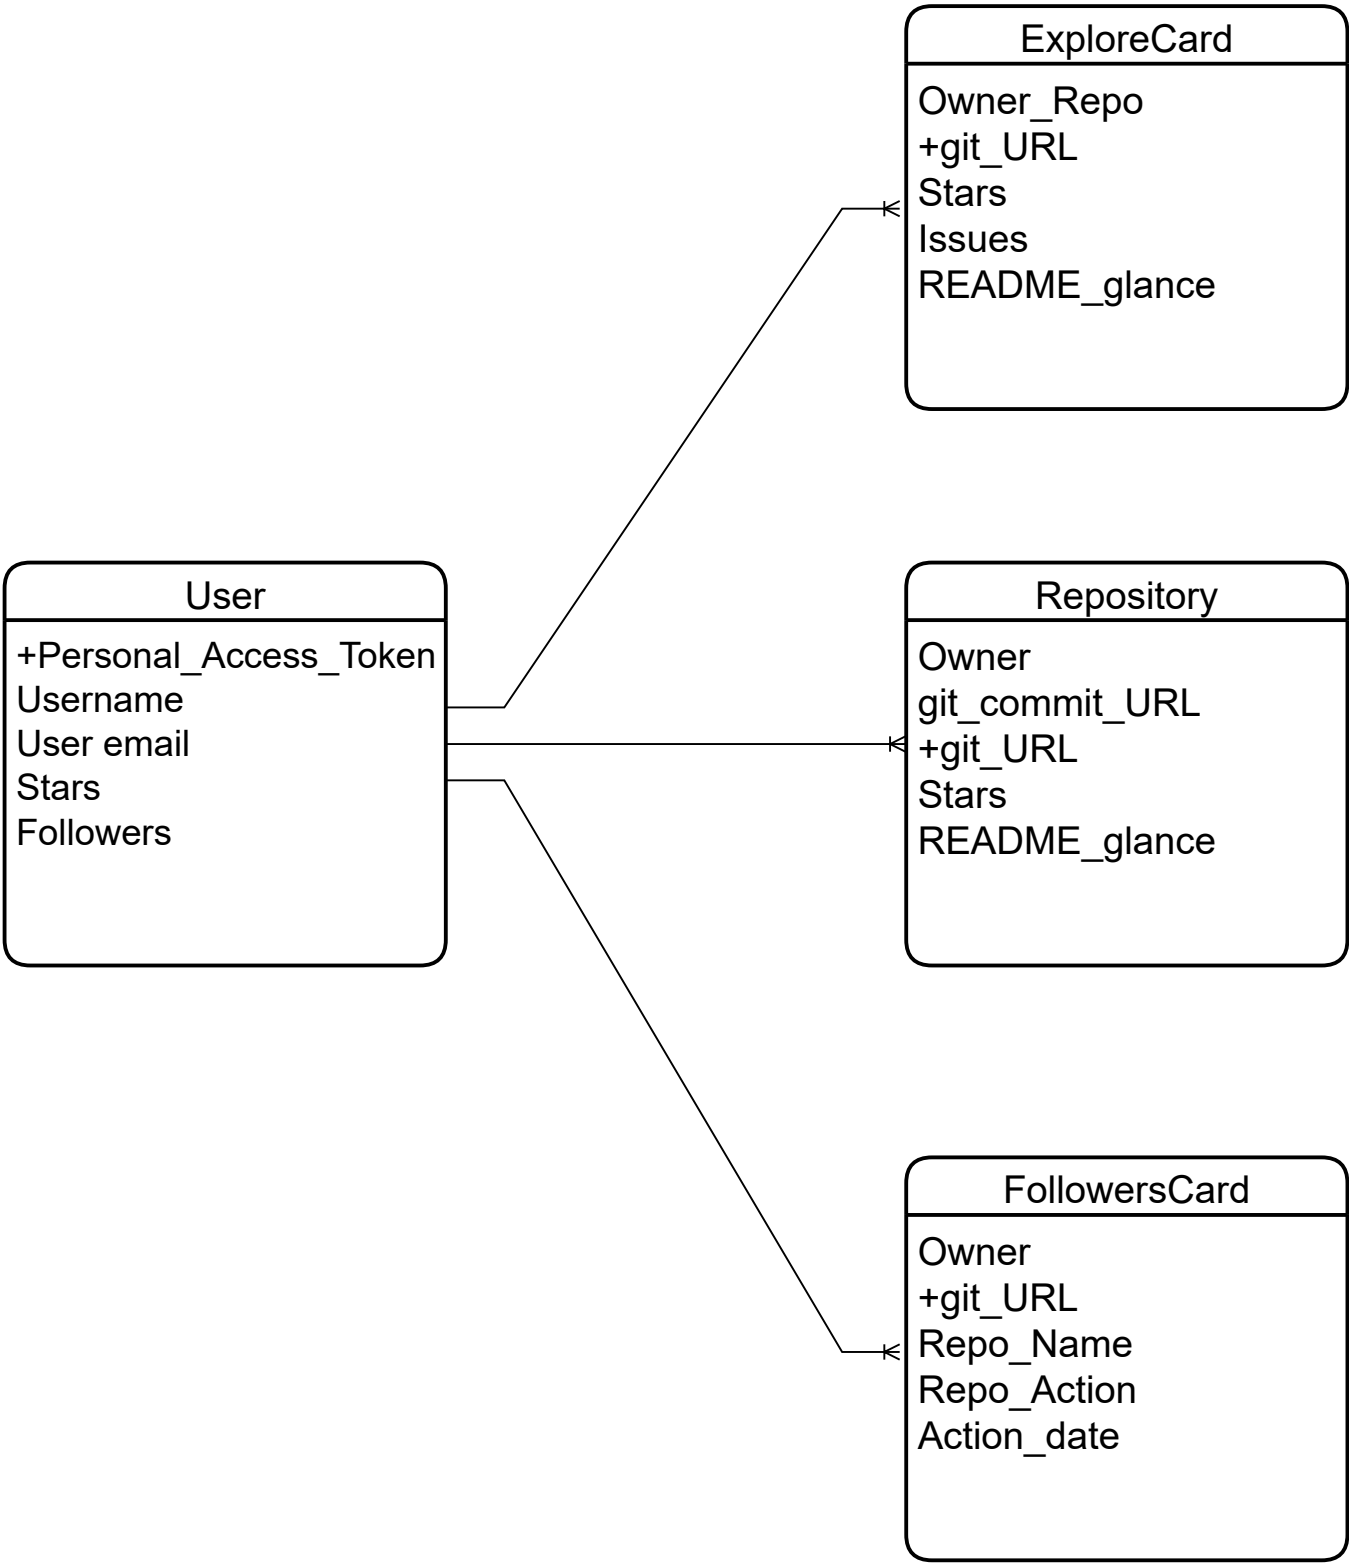 ExploreCard
Owner_Repo
+git_URL
Stars
Issues
README_glance
User
+Personal_Access_Token
Username
User email
Stars
Followers
Repository
Owner
git_commit_URL
+git_URL
Stars
README_glance
FollowersCard
Owner
+git_URL
Repo_Name
Repo_Action
Action_date